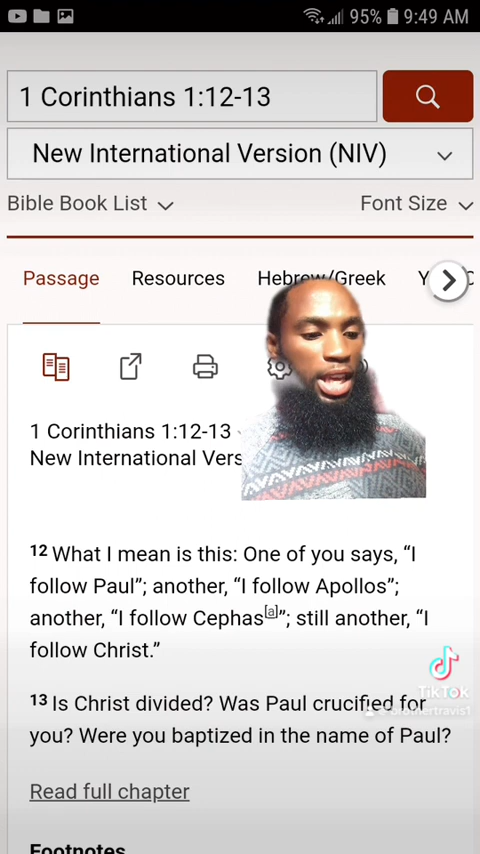 95% 9:49 AM
1 Corinthians 1:12-13
New International Version (NIV)
Bible Book List
Font Size
Passage Resources Hebrew/Greek
1 Corinthians 1:12-13
New International Vers
12 What I mean is this: One of you says, “I
follow Paul”; another, “I follow Apollos”;
another, “I follow Cephas[a]”; still another, “I
follow Christ.”
13 Is Christ divided? Was Paul crucified for
you? Were you baptized in the name of Paul?
TikTok
Read full chapter
Footnotes